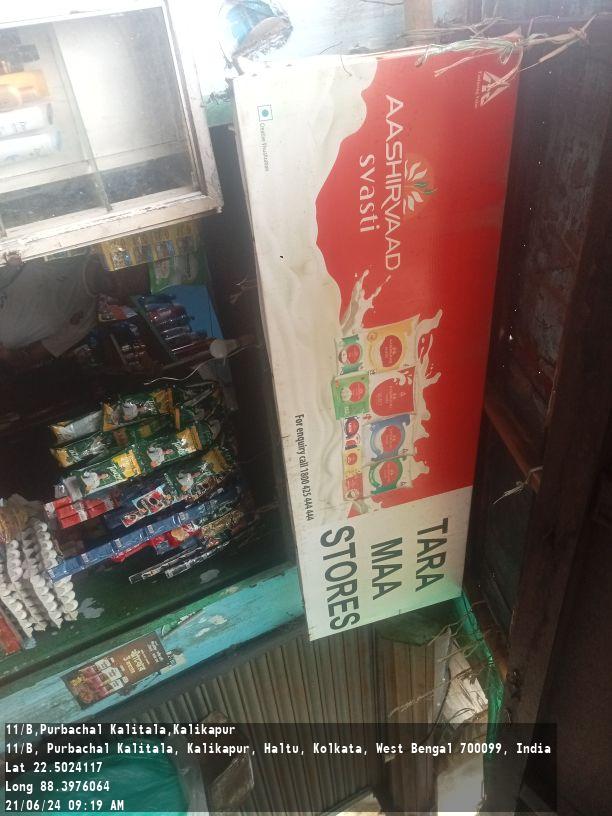 AASHIRVAAD
svasti
Creative Visualisation
For enquiry call 1800 425 444 444
TARA
MAA
STORES
11/B,Purbachal Kalitala,Kalikapur
11/B, Purbachal Kalitala, Kalikapur, Haltu, Kolkata, West Bengal 700099, India
Lat 22.5024117
Long 88.3976064
21/06/24 09:19 AM